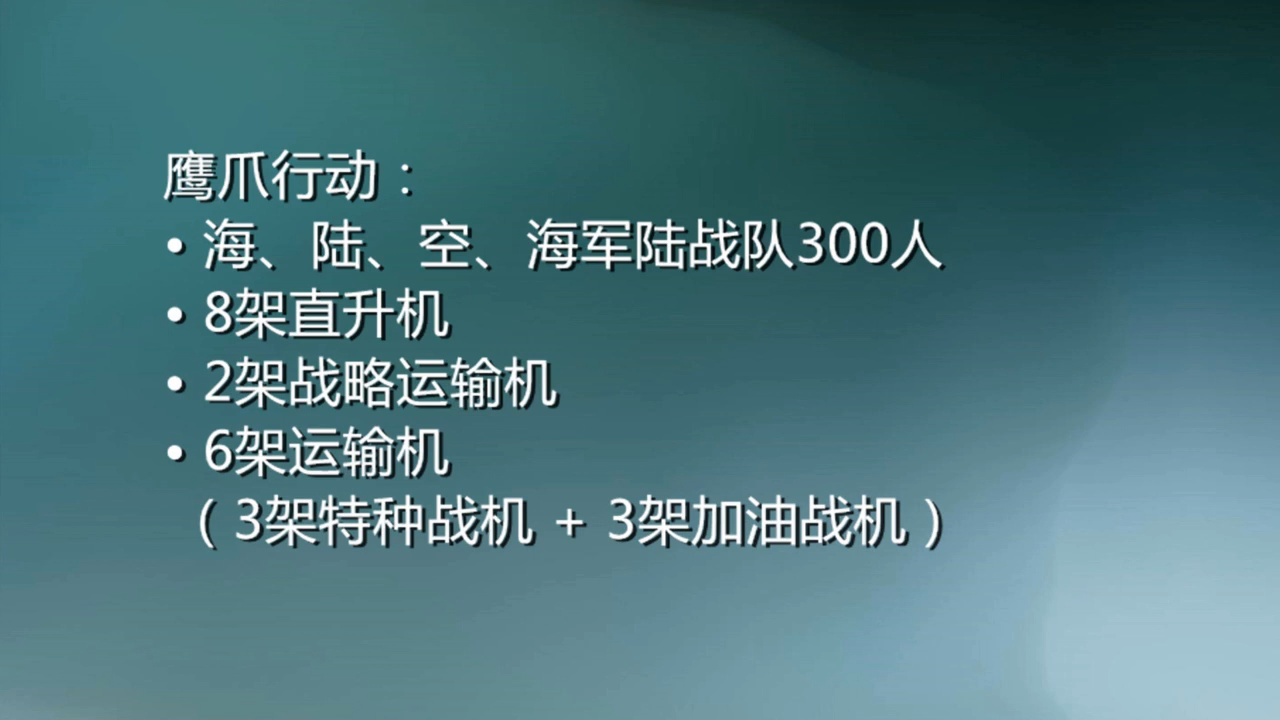 鹰爪行动：
• 海、陆、空、海军陆战队300人
• 8架直升机
• 2架战略运输机
• 6架运输机
（3架特种战机 + 3架加油战机）